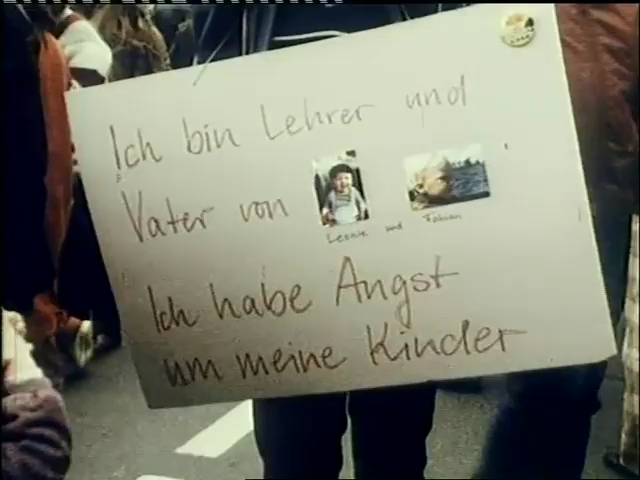 Ich bin Lehrer und
Vater von
Leonie und Fabian
Ich habe Angst
um meine Kinder